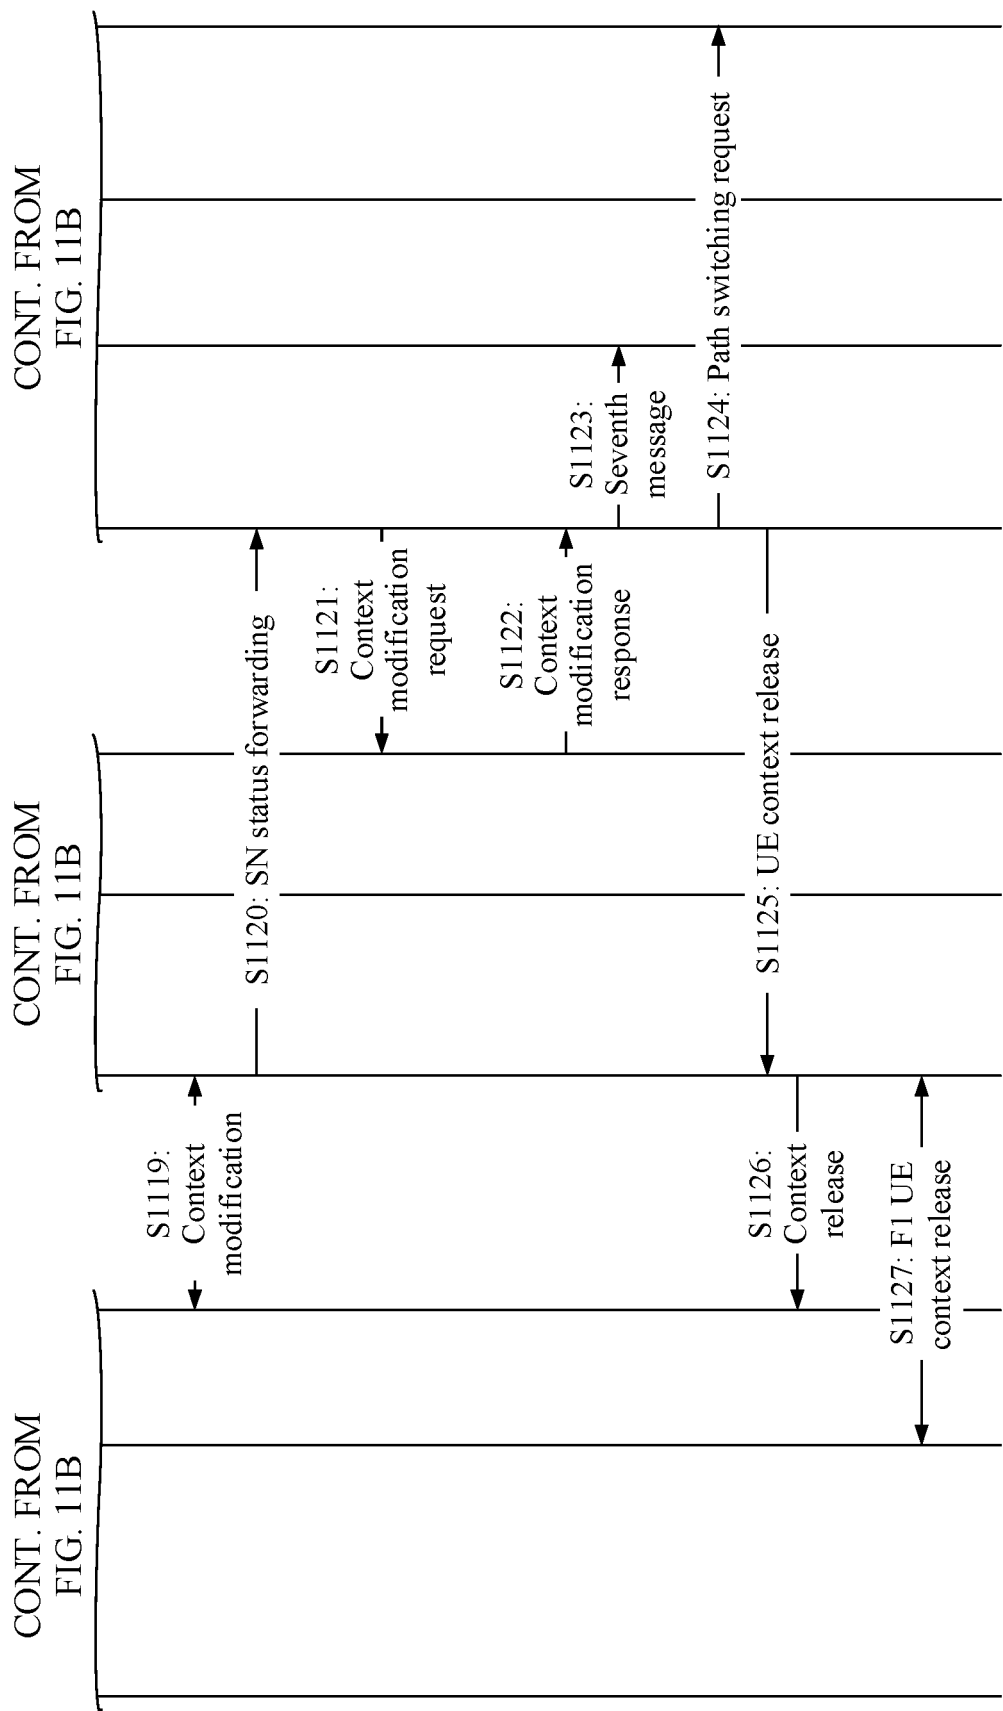 CONT. FROM
FIG. 11B
CONT. FROM
FIG. 11B
CONT. FROM
FIG. 11B
S1119:
Context
modification
S1120: SN status forwarding
S1121:
Context
modification
request
S1122:
Context
modification
response
S1123:
Seventh
message
S1124: Path switching request
S1125: UE context release
S1126:
Context
release
S1127: F1 UE
context release